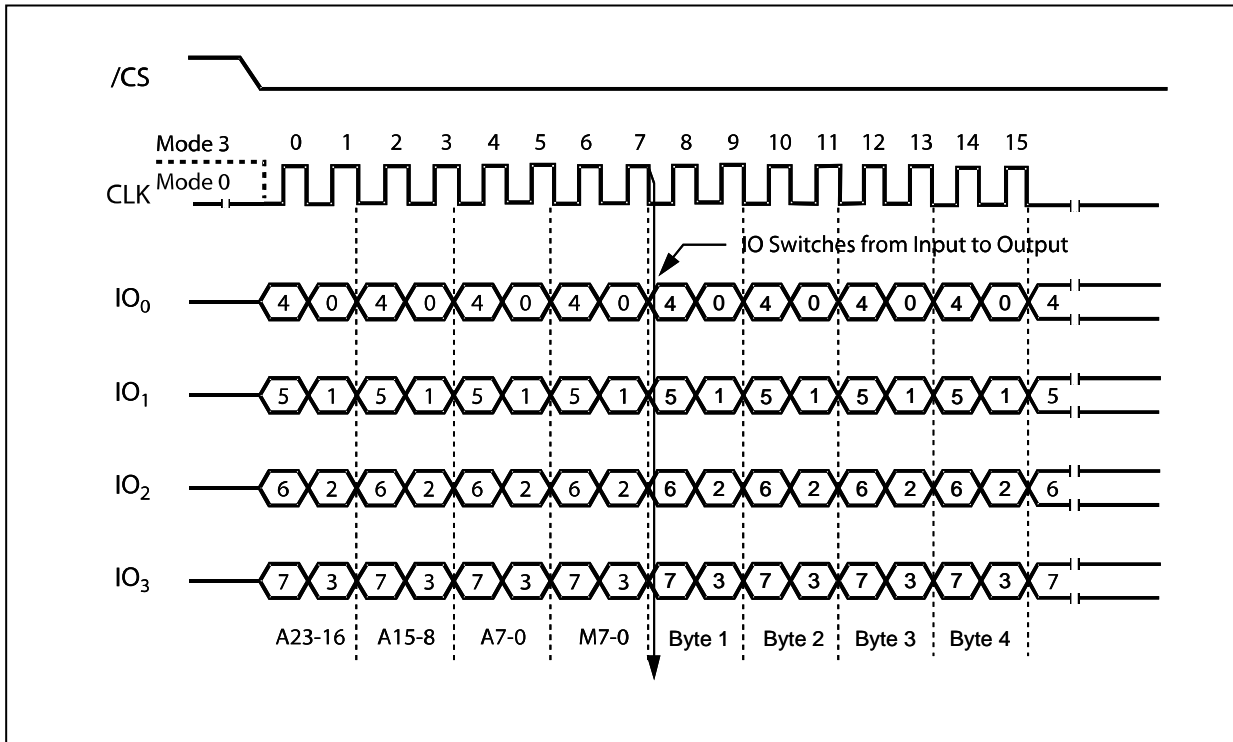 /CS
Mode 3
0 1 2 3 4 5 6 7 8 9 10 11 12 13 14 15
Mode 0
CLK
IO Switches from Input to Output
IO₀ 4 0 4 0 4 0 4 0 4 0 4 0 4 0 4 0 4
IO₁ 5 1 5 1 5 1 5 1 5 1 5 1 5 1 5 1 5
IO₂ 6 2 6 2 6 2 6 2 6 2 6 2 6 2 6 2 6
IO₃ 7 3 7 3 7 3 7 3 7 3 7 3 7 3 7 3 7
A23-16 A15-8 A7-0 M7-0 Byte 1 Byte 2 Byte 3 Byte 4